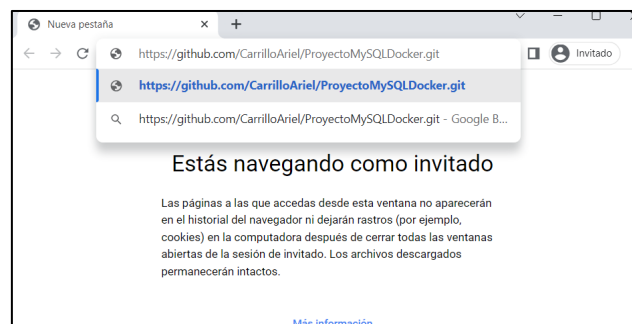 Nueva pestaña
https://github.com/CarrilloAriel/ProyectoMySQLDocker.git
Invitado
https://github.com/CarrilloAriel/ProyectoMySQLDocker.git
https://github.com/CarrilloAriel/ProyectoMySQLDocker.git - Google B...
Estás navegando como invitado
Las páginas a las que accedas desde esta ventana no aparecerán
en el historial del navegador ni dejarán rastros (por ejemplo,
cookies) en la computadora después de cerrar todas las ventanas
abiertas de la sesión de invitado. Los archivos descargados
permanecerán intactos.
Más información